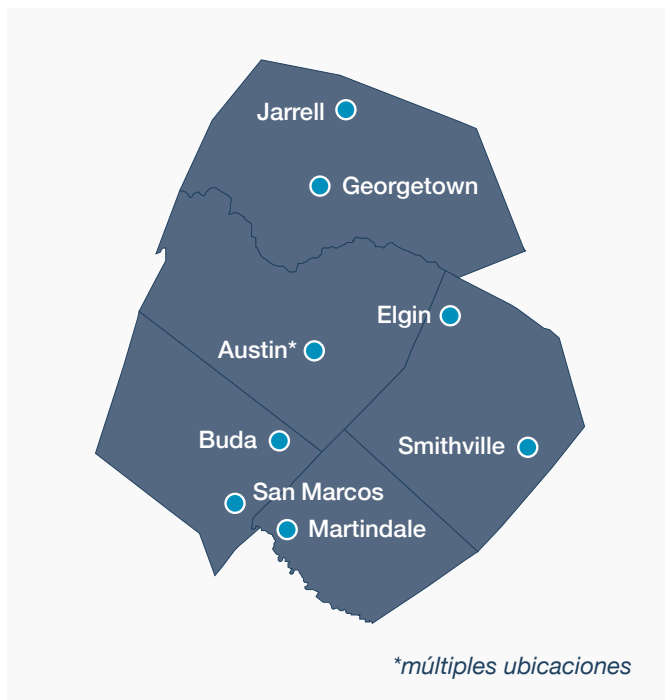 Jarrell
Georgetown
Elgin
Austin*
Buda
Smithville
San Marcos
Martindale
*múltiples ubicaciones